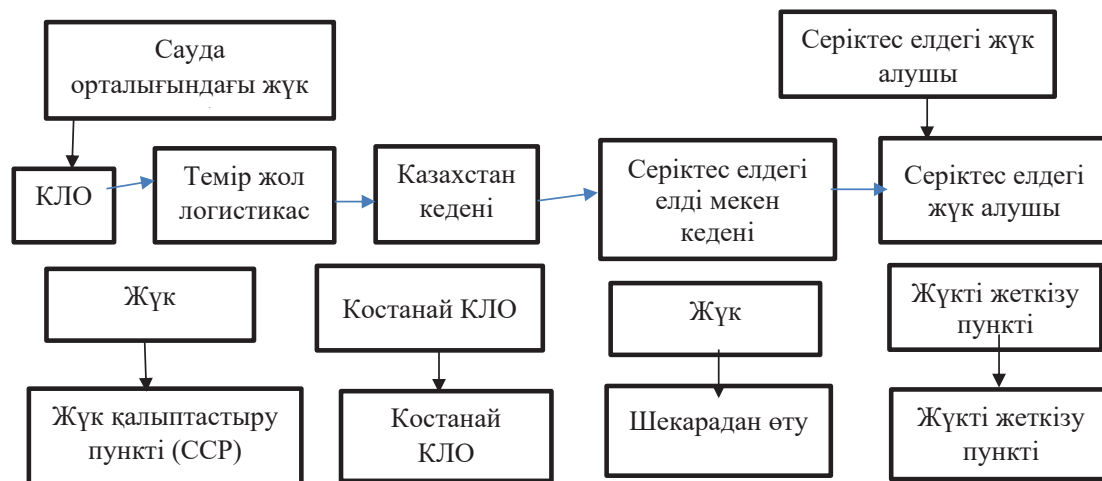 Сауда
орталығындағы жүк
Серіктес елдегі жүк
алушы
КЛО
Темір жол
логистикас
Казахстан
кедені
Серіктес елдегі
елді мекен
кедені
Серіктес елдегі
жүк алушы
Жүк
Костанай КЛО
Жүк
Жүкті жеткізу
пункті
Жүк қалыптастыру
пункті (ССР)
Костанай
КЛО
Шекарадан өту
Жүкті жеткізу
пункті